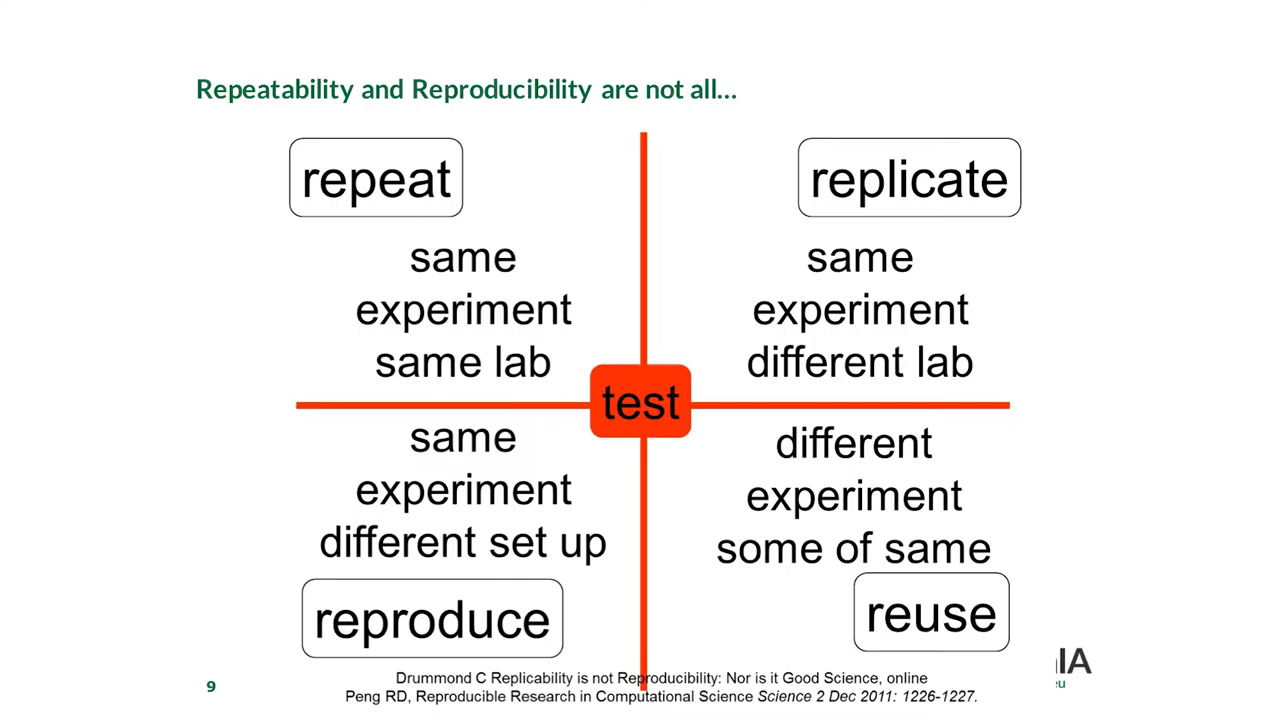 Repeatability and Reproducibility are not all...
repeat
replicate
same
experiment
same lab
same
experiment
different lab
test
same
experiment
different set up
different
experiment
some of same
reproduce
reuse
IA
eu
9
Drummond C Replicability is not Reproducibility: Nor is it Good Science, online
Peng RD, Reproducible Research in Computational Science Science 2 Dec 2011: 1226-1227.